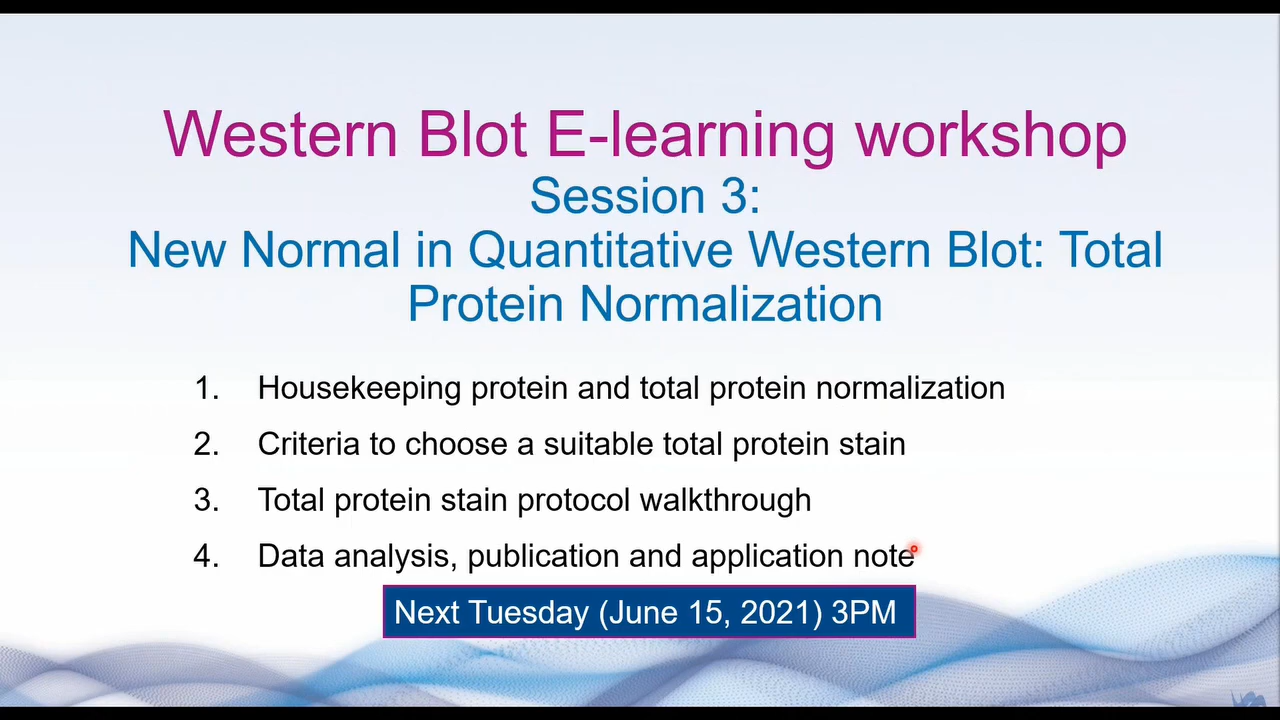 Western Blot E-learning workshop
Session 3:
New Normal in Quantitative Western Blot: Total
Protein Normalization
1. Housekeeping protein and total protein normalization
2. Criteria to choose a suitable total protein stain
3. Total protein stain protocol walkthrough
4. Data analysis, publication and application note
Next Tuesday (June 15, 2021) 3PM